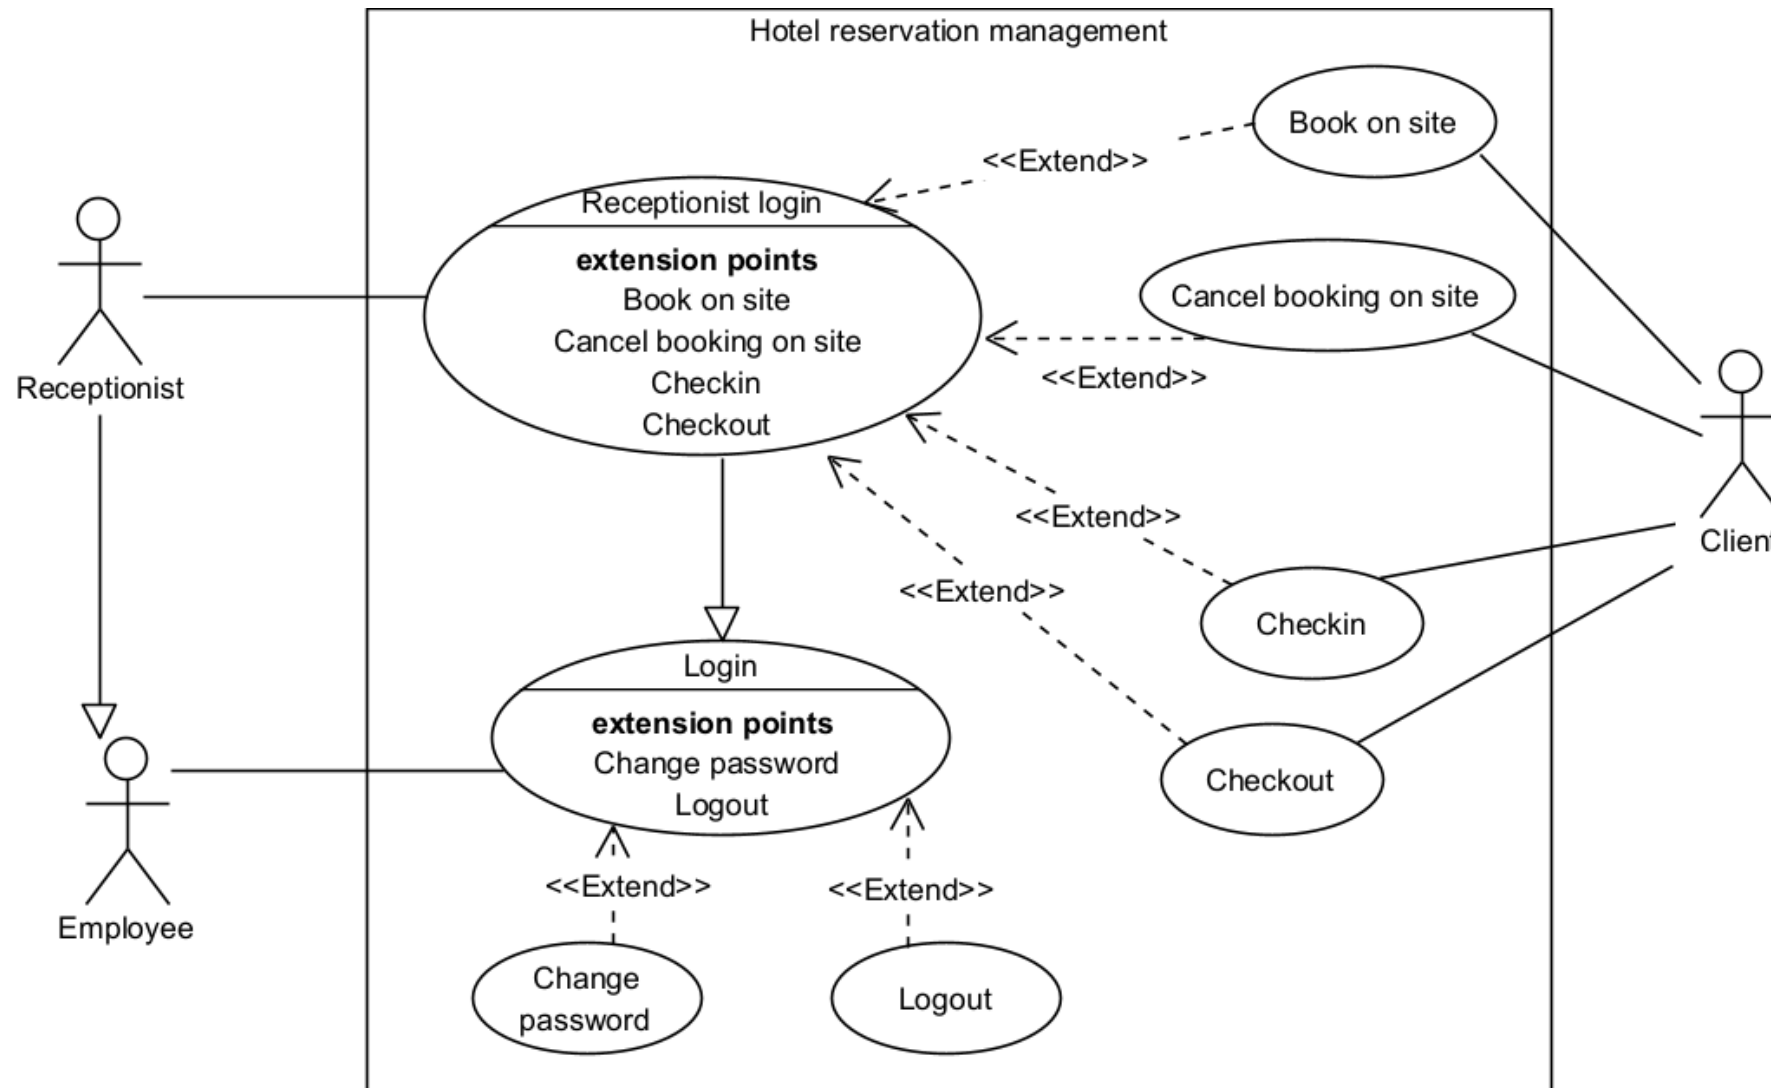 Hotel reservation management
Book on site
<<Extend>>
Receptionist login
extension points
Book on site
Cancel booking on site
Checkin
Checkout
Cancel booking on site
<<Extend>>
Receptionist
<<Extend>>
Client
<<Extend>>
Checkin
Login
extension points
Change password
Logout
Checkout
<<Extend>>
<<Extend>>
Employee
Change
password
Logout